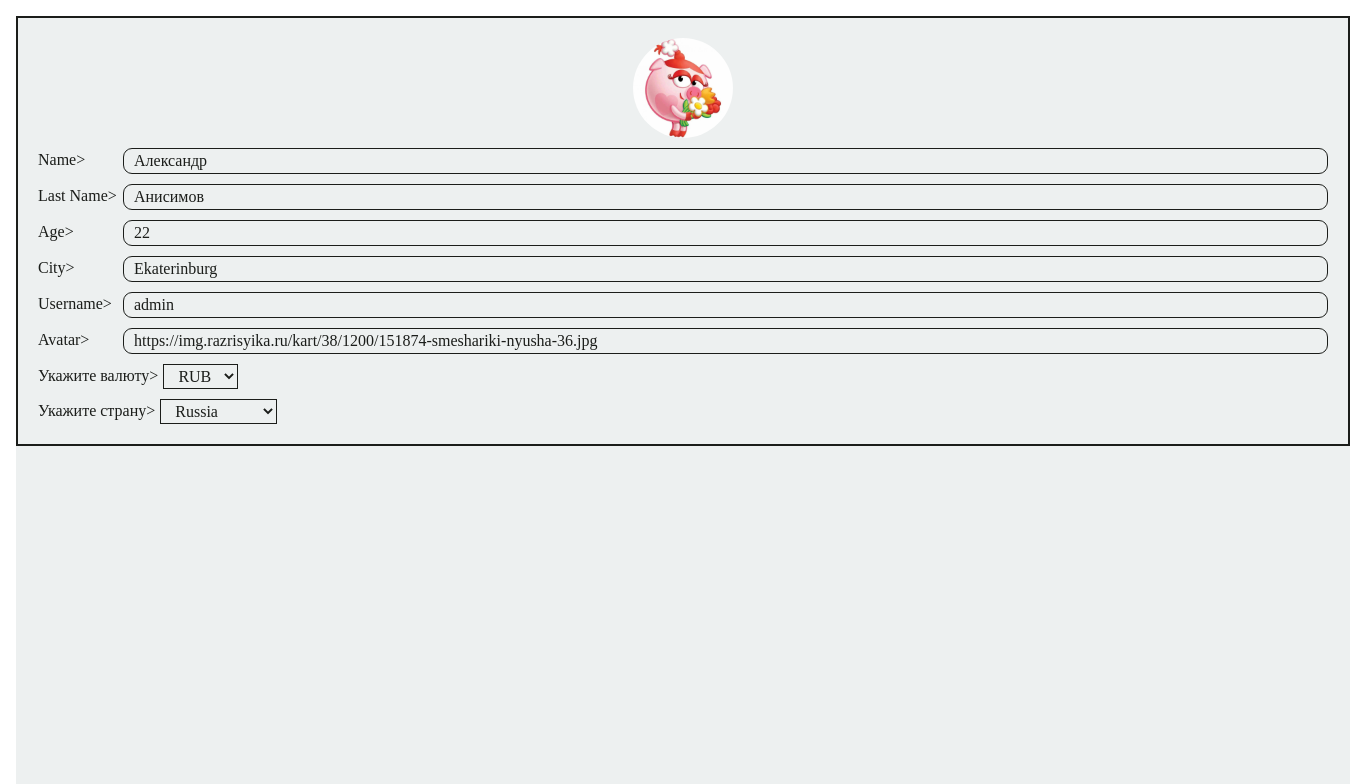 Name> Александр
Last Name> Анисимов
Age> 22
City> Ekaterinburg
Username> admin
Avatar> https://img.razrisyika.ru/kart/38/1200/151874-smeshariki-nyusha-36.jpg
Укажите валюту> RUB
Укажите страну> Russia